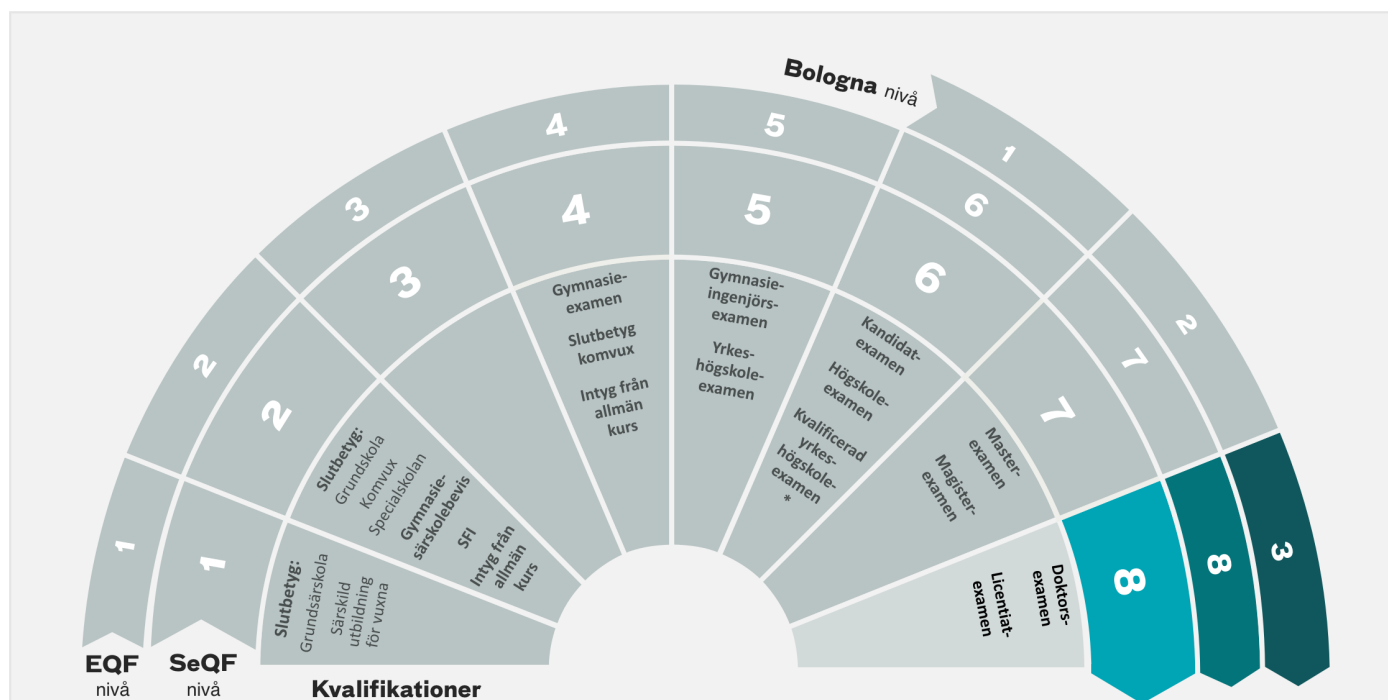 Bologna nivå
1
2
3
4
5
6
7
8
1
2
3
4
5
6
7
8
1
2
3
Slutbetyg:
Grundsärskola
Särskild
utbildning
för vuxna
Slutbetyg:
Grundskola
Komvux
Specialskolan
Gymnasie-
särskolebevis
SFI
Intyg från
allmän
kurs
Gymnasie-
examen
Slutbetyg
komvux
Intyg från
allmän
kurs
Gymnasie-
ingenjörs-
examen
Yrkes-
högskole-
examen
Kandidat-
examen
Högskole-
examen
Kvalificerad
yrkes-
högskole-
examen
*
Master-
examen
Magister-
examen
Doktors-
examen
Licentiat-
examen
EQF
nivå
SeQF
nivå
Kvalifikationer